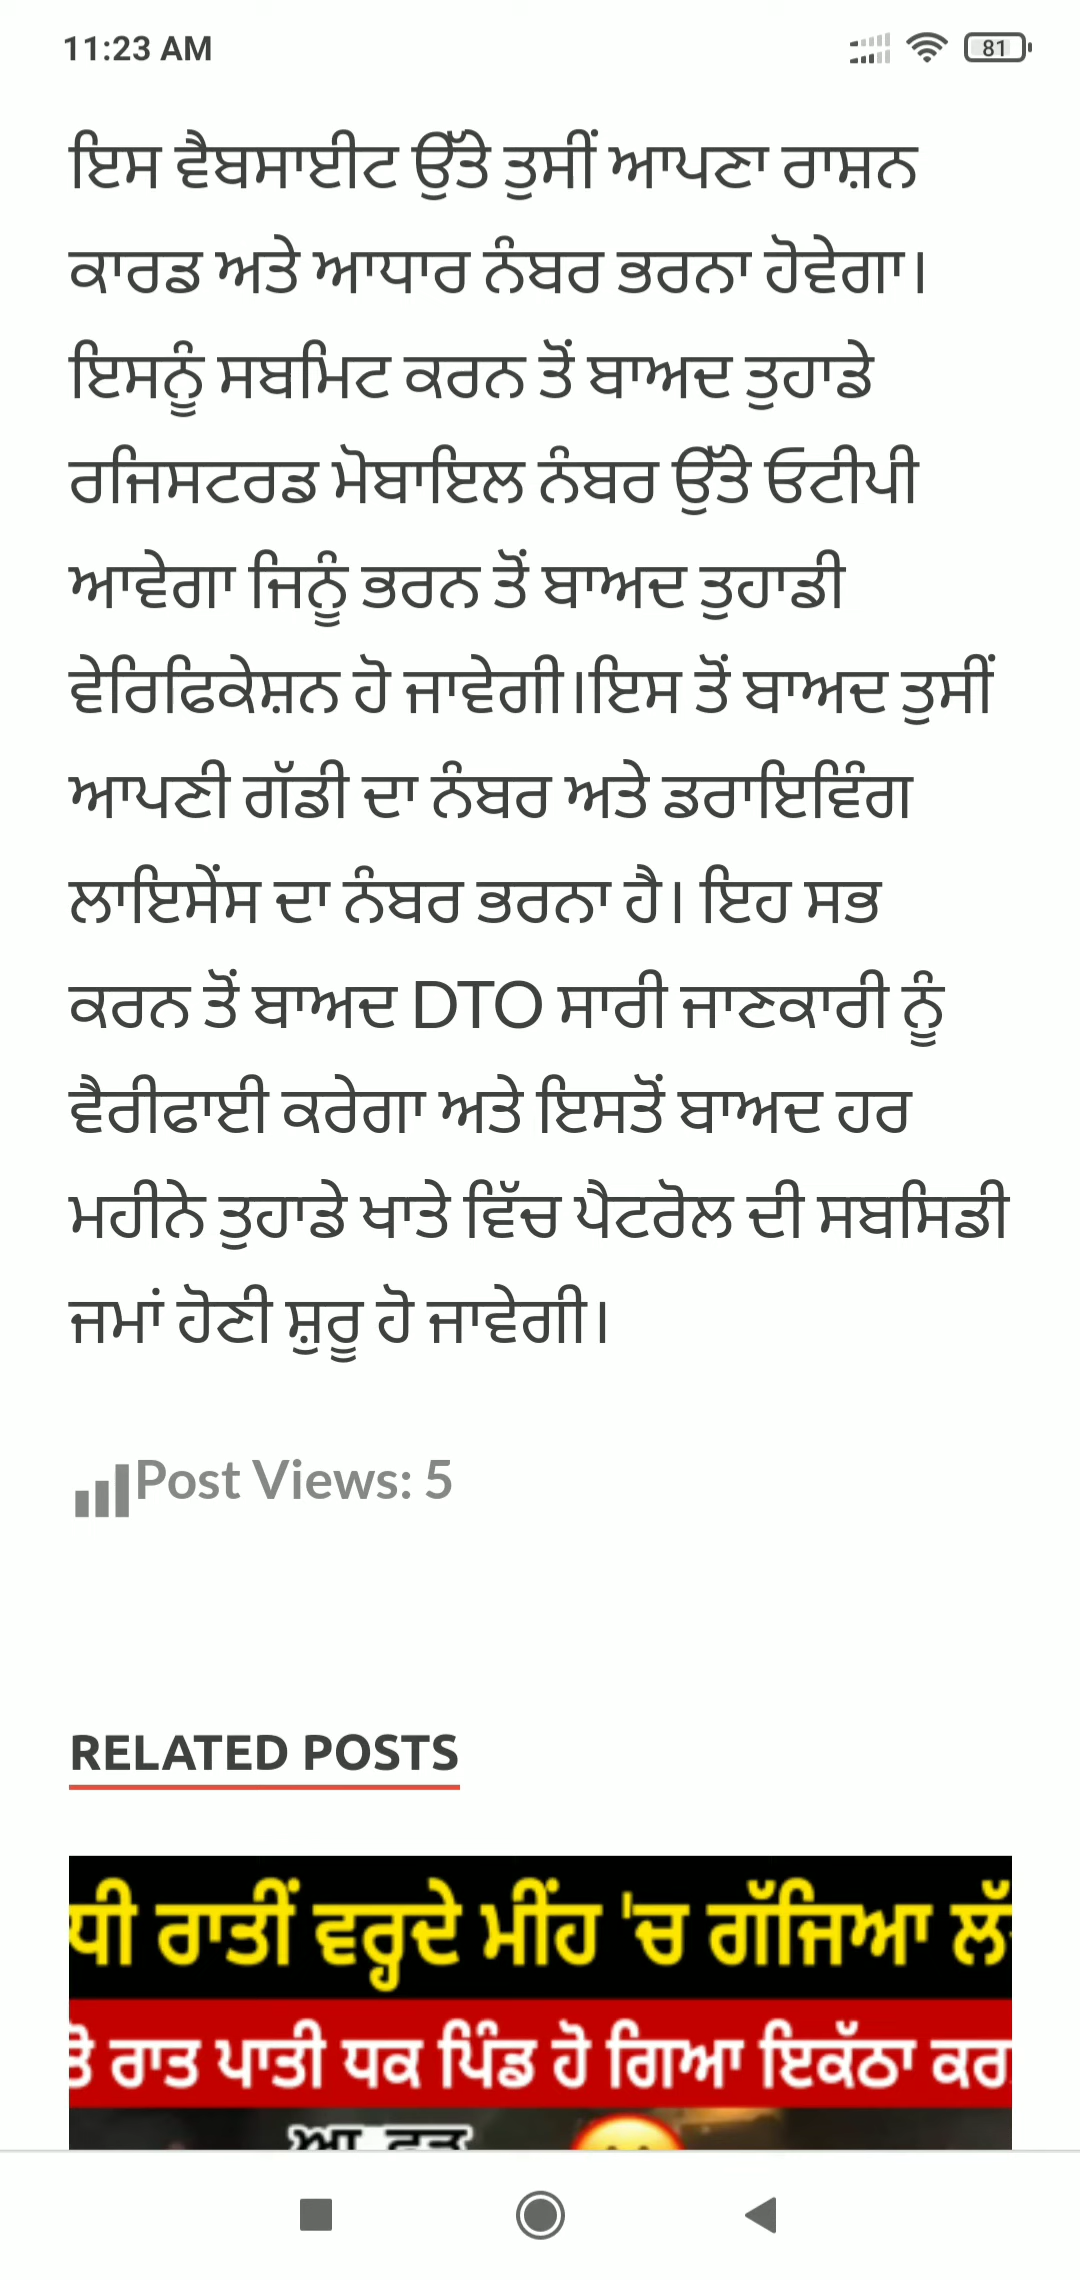 11:23 AM
81
ਇਸ ਵੈਬਸਾਈਟ ਉੱਤੇ ਤੁਸੀਂ ਆਪਣਾ ਰਾਸ਼ਨ
ਕਾਰਡ ਅਤੇ ਆਧਾਰ ਨੰਬਰ ਭਰਨਾ ਹੋਵੇਗਾ।
ਇਸਨੂੰ ਸਬਮਿਟ ਕਰਨ ਤੋਂ ਬਾਅਦ ਤੁਹਾਡੇ
ਰਜਿਸਟਰਡ ਮੋਬਾਇਲ ਨੰਬਰ ਉੱਤੇ ਓਟੀਪੀ
ਆਵੇਗਾ ਜਿਨੂੰ ਭਰਨ ਤੋਂ ਬਾਅਦ ਤੁਹਾਡੀ
ਵੇਰਿਫਿਕੇਸ਼ਨ ਹੋ ਜਾਵੇਗੀ।ਇਸ ਤੋਂ ਬਾਅਦ ਤੁਸੀਂ
ਆਪਣੀ ਗੱਡੀ ਦਾ ਨੰਬਰ ਅਤੇ ਡਰਾਇਵਿੰਗ
ਲਾਇਸੇਂਸ ਦਾ ਨੰਬਰ ਭਰਨਾ ਹੈ। ਇਹ ਸਭ
ਕਰਨ ਤੋਂ ਬਾਅਦ DTO ਸਾਰੀ ਜਾਣਕਾਰੀ ਨੂੰ
ਵੈਰੀਫਾਈ ਕਰੇਗਾ ਅਤੇ ਇਸਤੋਂ ਬਾਅਦ ਹਰ
ਮਹੀਨੇ ਤੁਹਾਡੇ ਖਾਤੇ ਵਿੱਚ ਪੈਟਰੋਲ ਦੀ ਸਬਸਿਡੀ
ਜਮਾਂ ਹੋਣੀ ਸ਼ੁਰੂ ਹੋ ਜਾਵੇਗੀ।
Post Views: 5
RELATED POSTS
ਧੀ ਰਾਤੀਂ ਵਰ੍ਹਦੇ ਮੀਂਹ 'ਚ ਗੱਜਿਆ
ਰਾਤ ਪਾਤੀ ਧਕ ਪਿੰਡ ਹੋ ਗਿਆ ਇਕੱਠਾ